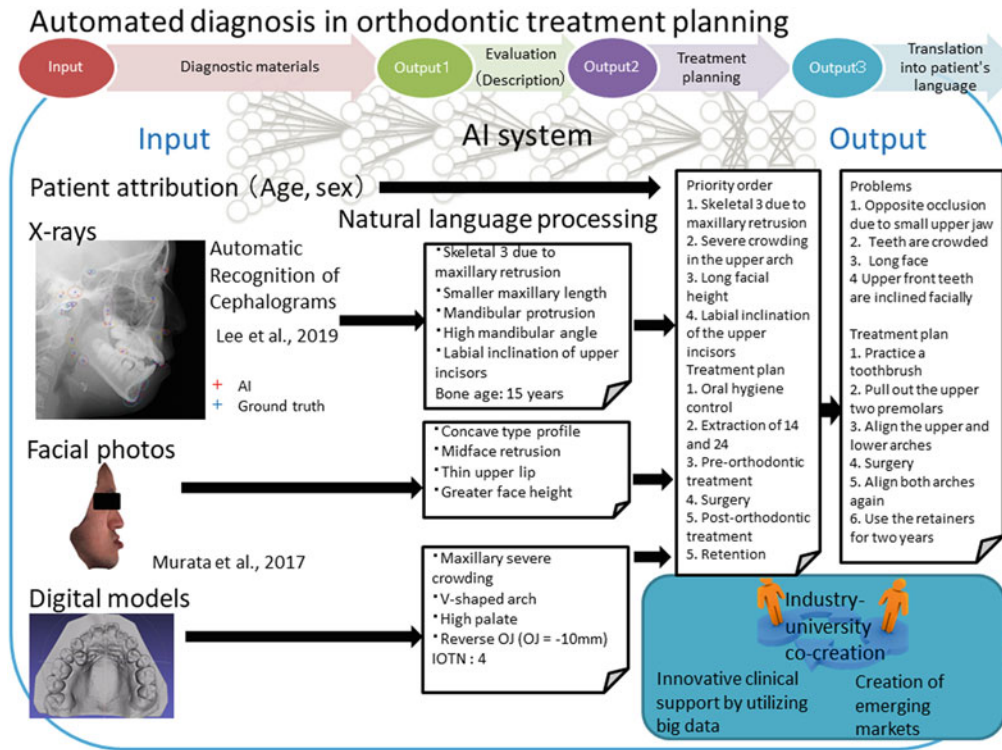 Automated diagnosis in orthodontic treatment planning
Input
Diagnostic materials
Output1
Evaluation
(Description)
Output2
Treatment
planning
Output3
Translation
into patient's
language
Input
AI system
Output
Patient attribution (Age, sex)
Natural language processing
X-rays
Automatic
Recognition of
Cephalograms
Lee et al., 2019
+ AI
+ Ground truth
• Skeletal 3 due to
maxillary retrusion
• Smaller maxillary length
• Mandibular protrusion
• High mandibular angle
• Labial inclination of upper
incisors
Bone age: 15 years
Facial photos
Murata et al., 2017
• Concave type profile
• Midface retrusion
• Thin upper lip
• Greater face height
Digital models
• Maxillary severe
crowding
• V-shaped arch
• High palate
• Reverse OJ (OJ = -10mm)
IOTN : 4
Priority order
1. Skeletal 3 due to
maxillary retrusion
2. Severe crowding
in the upper arch
3. Long facial
height
4. Labial inclination
of the upper
incisors
Treatment plan
1. Oral hygiene
control
2. Extraction of 14
and 24
3. Pre-orthodontic
treatment
4. Surgery
5. Post-orthodontic
treatment
5. Retention
Problems
1. Opposite occlusion
due to small upper jaw
2. Teeth are crowded
3. Long face
4 Upper front teeth
are inclined facially
Treatment plan
1. Practice a
toothbrush
2. Pull out the upper
two premolars
3. Align the upper and
lower arches
4. Surgery
5. Align both arches
again
6. Use the retainers
for two years
Industry-
university
co-creation
Innovative clinical
support by utilizing
big data
Creation of
emerging
markets